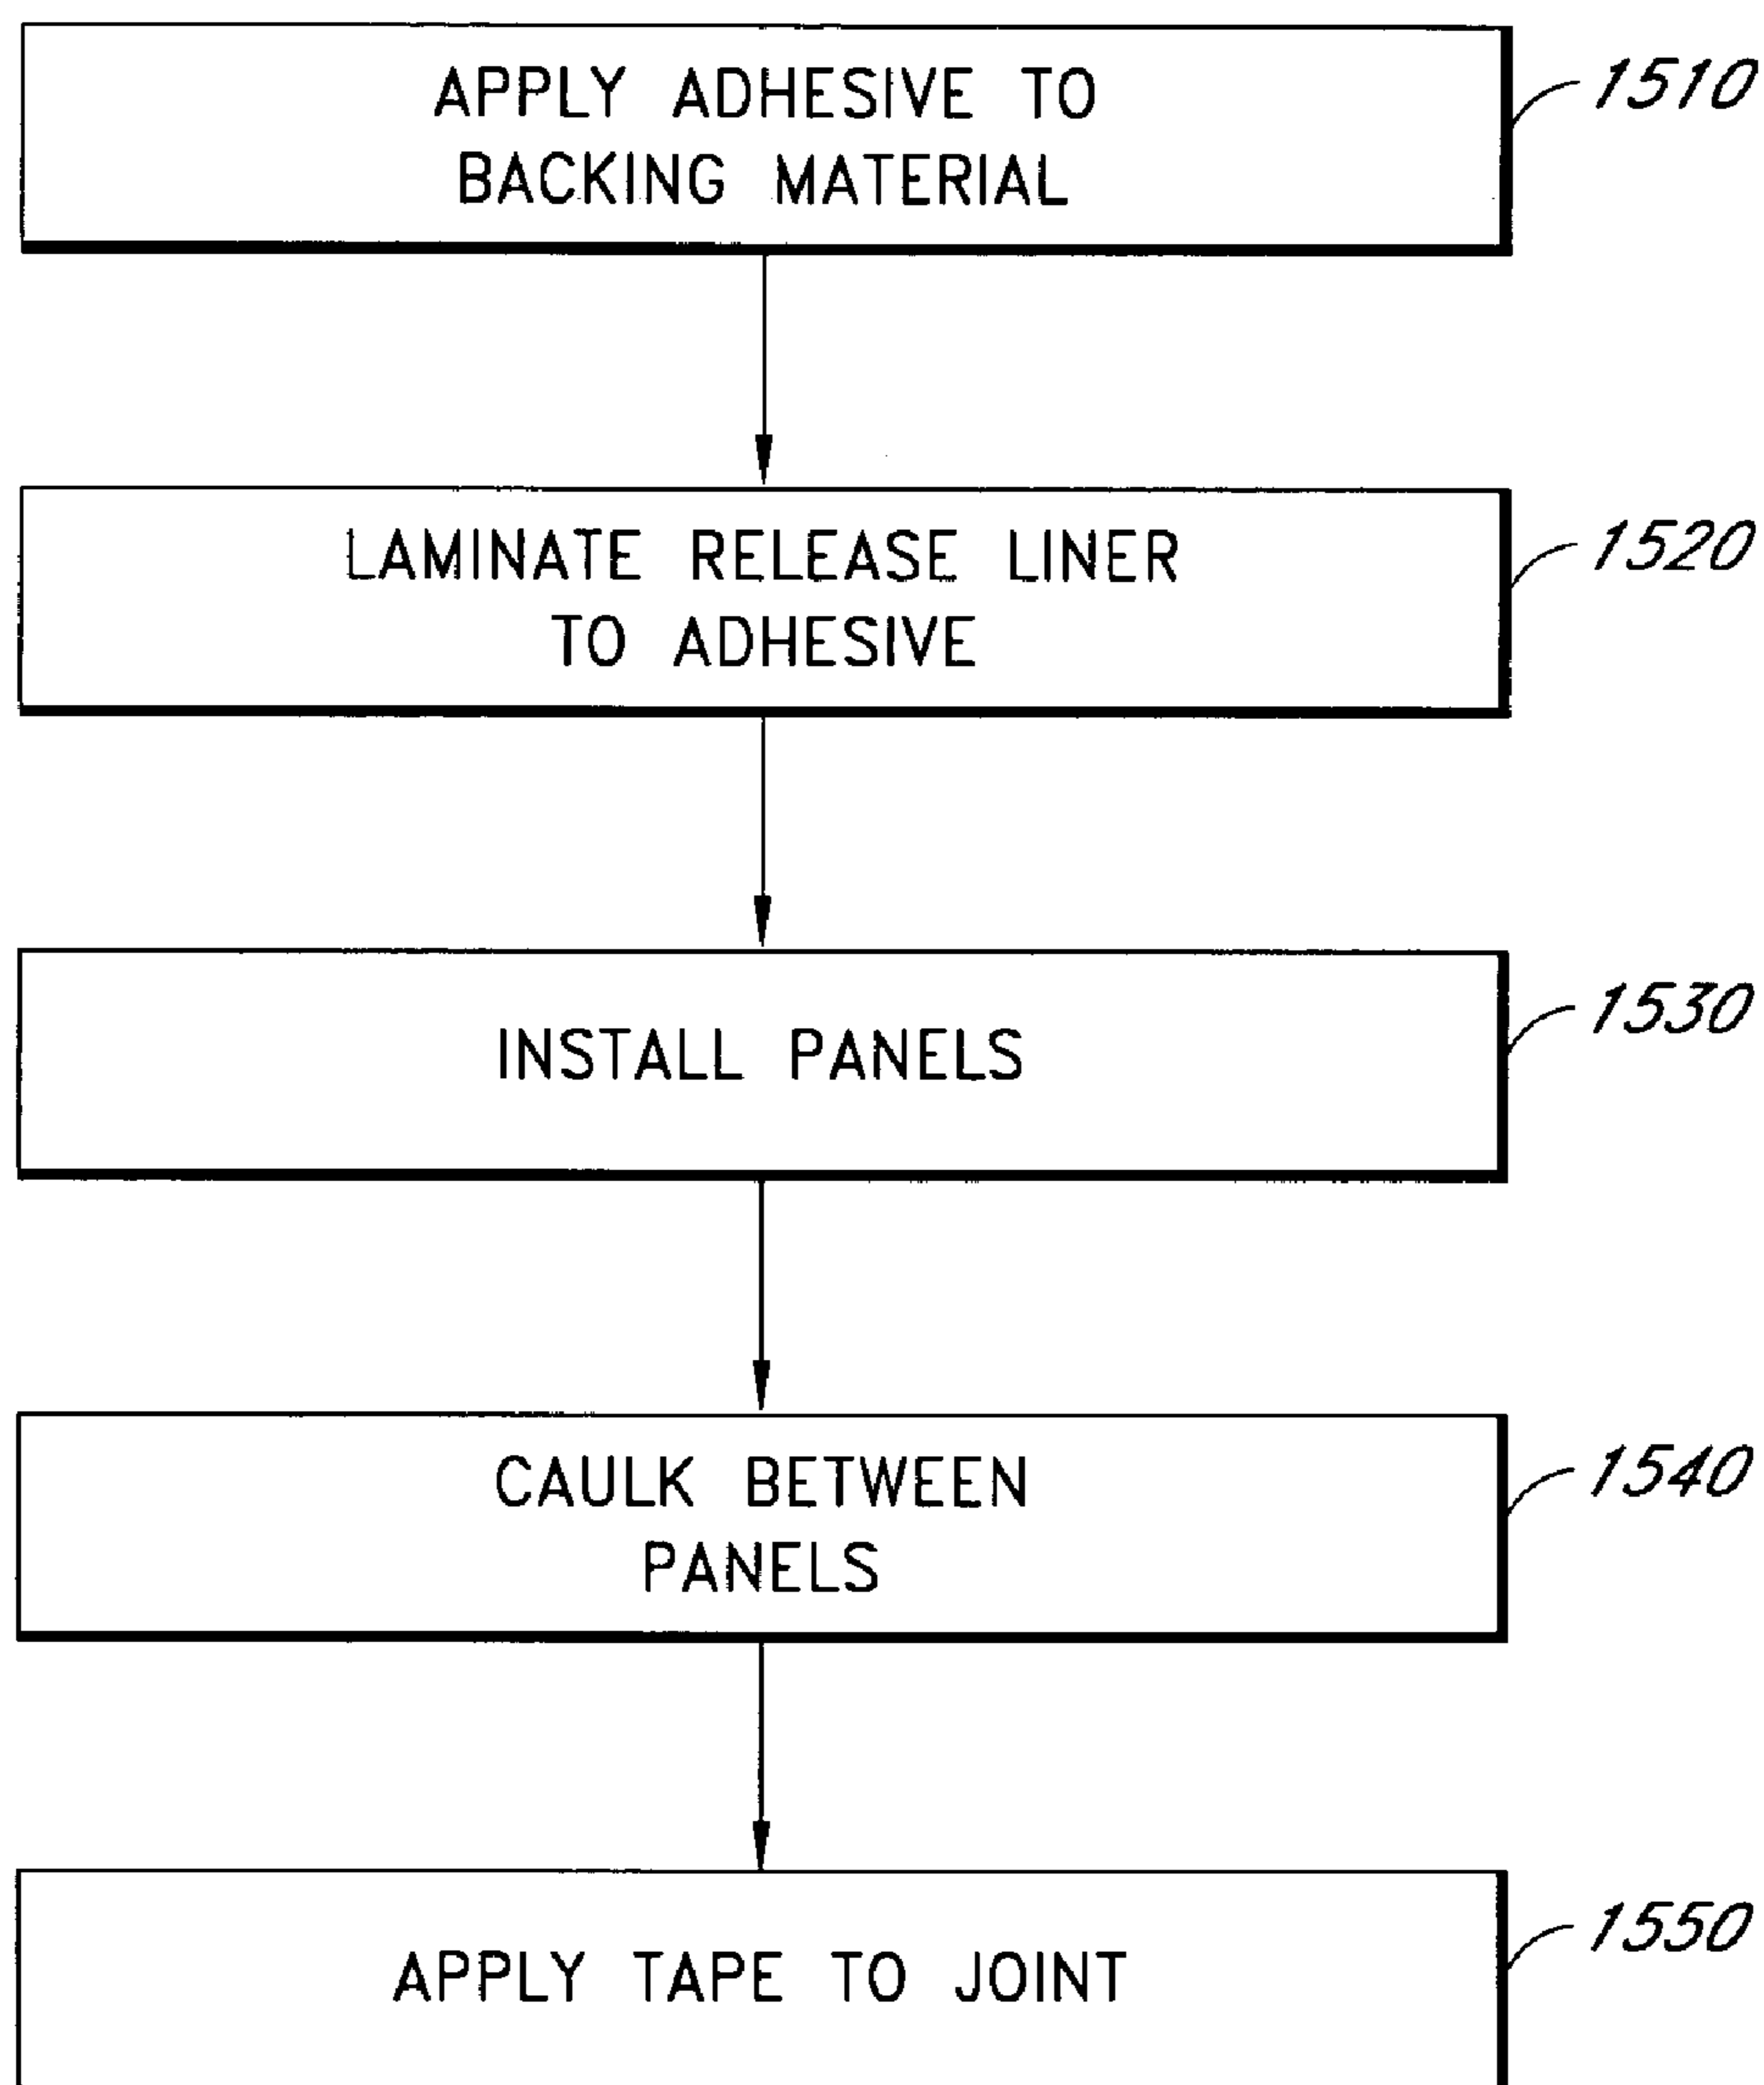 APPLY ADHESIVE TO
BACKING MATERIAL
1510
LAMINATE RELEASE LINER
TO ADHESIVE
1520
INSTALL PANELS
1530
CAULK BETWEEN
PANELS
1540
APPLY TAPE TO JOINT
1550